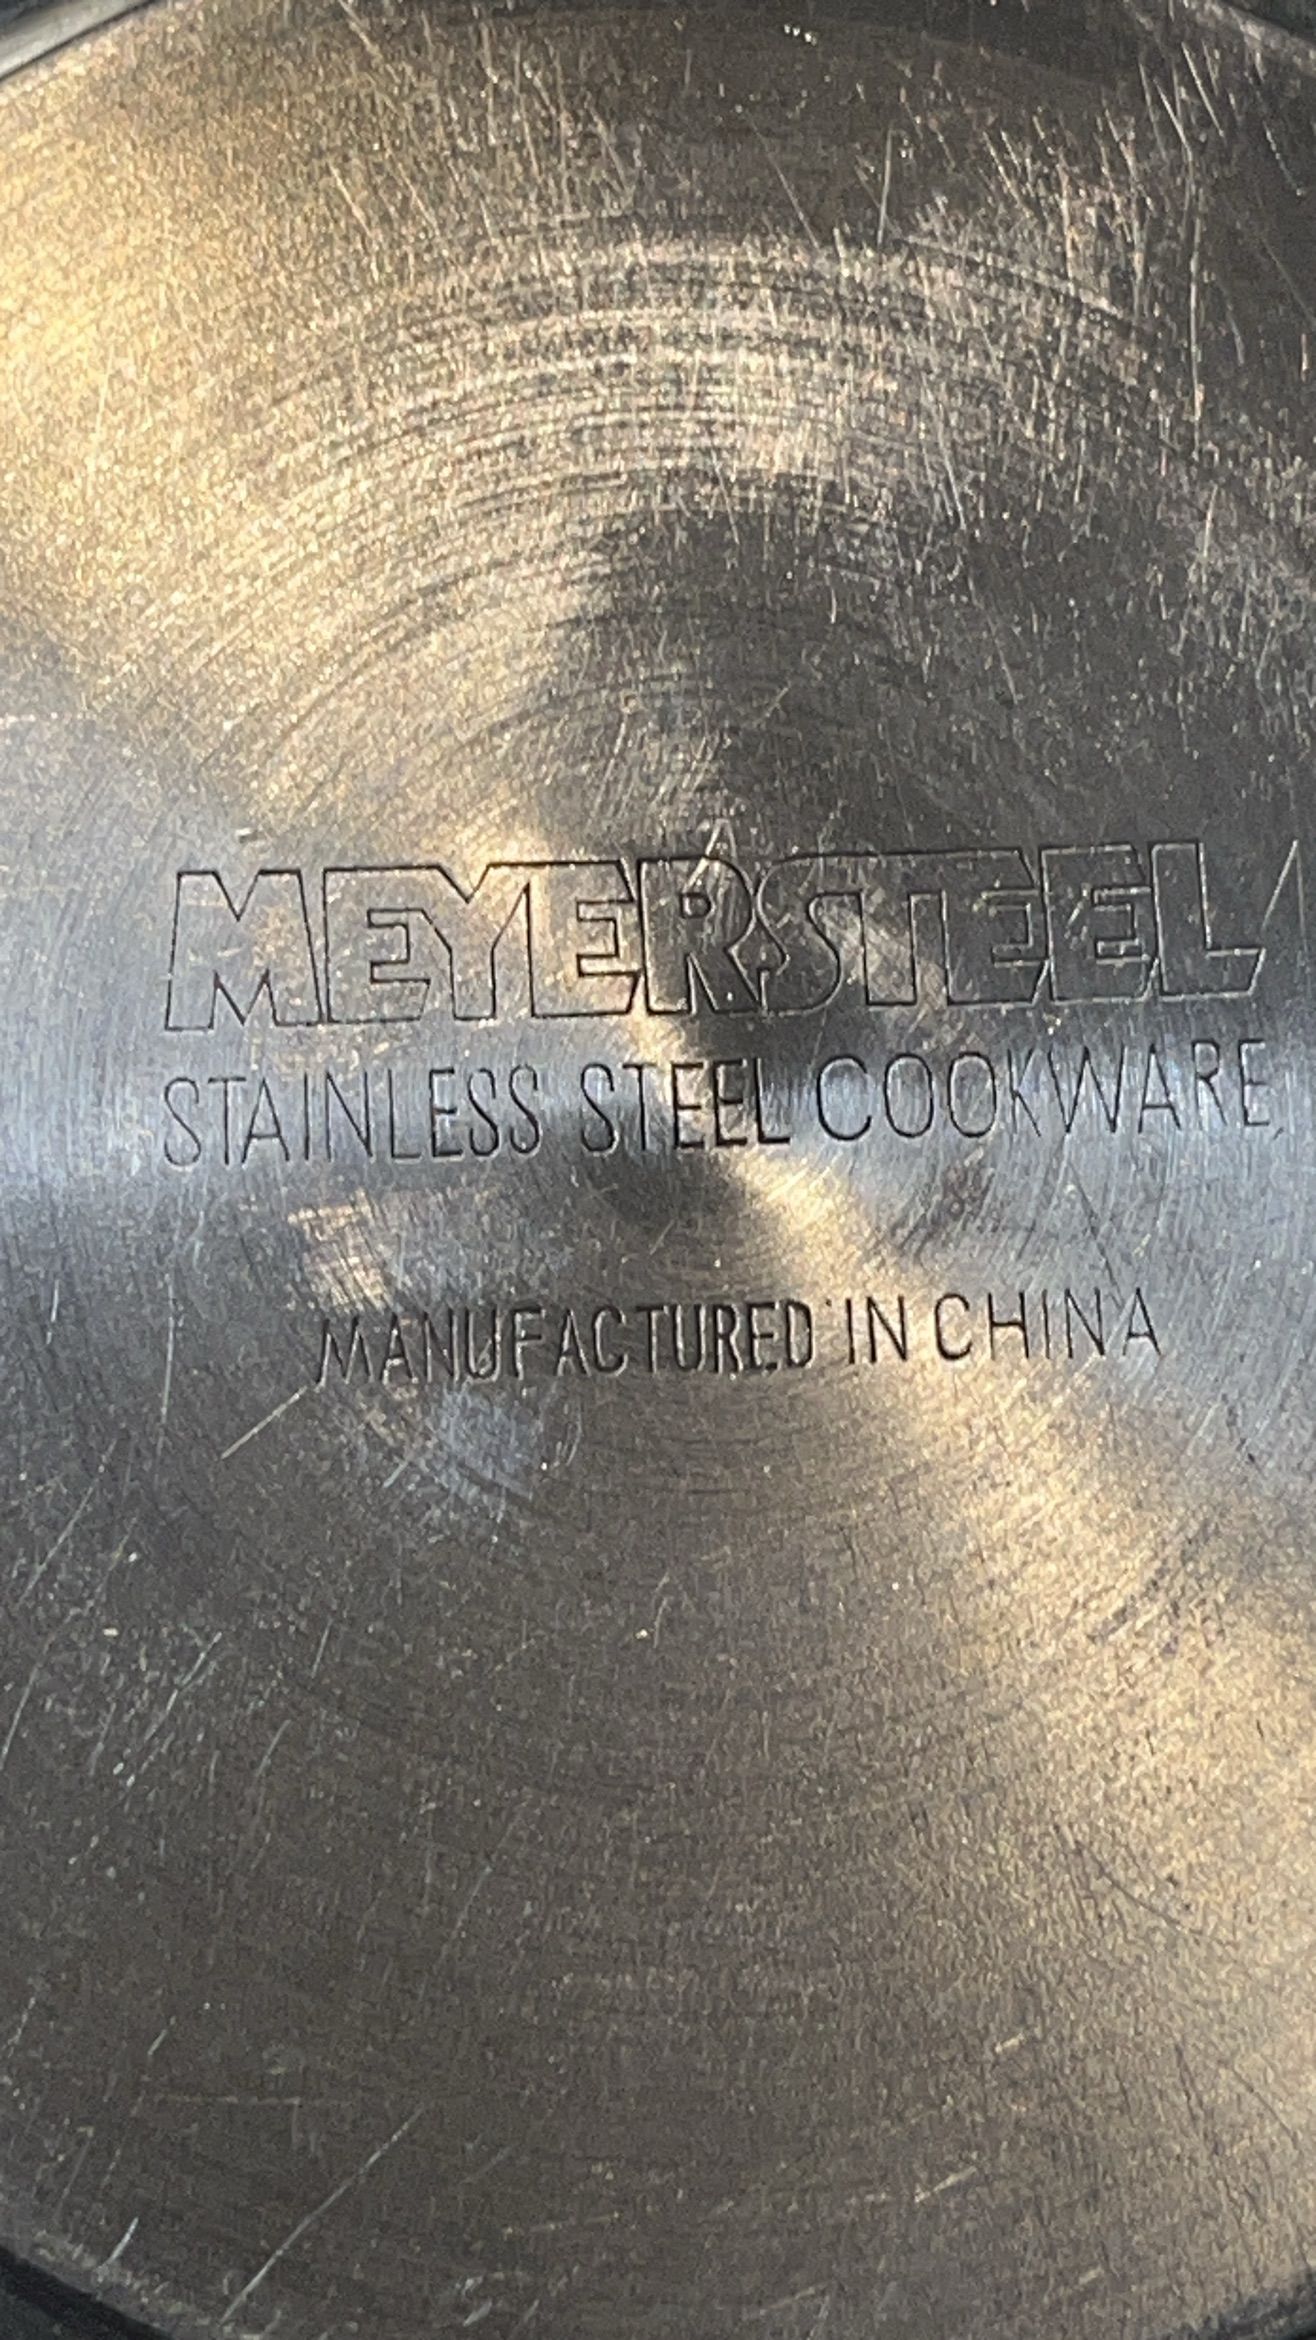 MEYERSTEEL
STAINLESS STEEL COOKWARE
MANUFACTURED IN CHINA